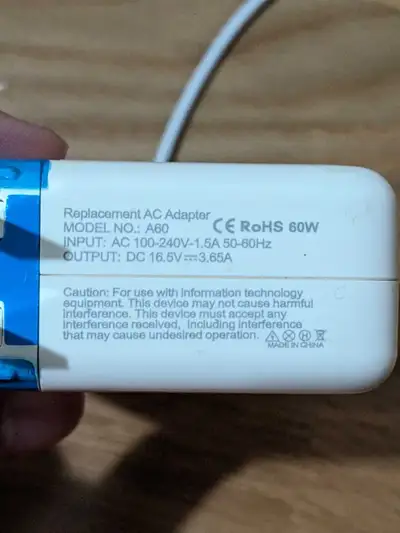 Replacement AC Adapter
MODEL NO.: A60 CE RoHS 60W
INPUT: AC 100-240V-1.5A 50-60Hz
OUTPUT: DC 16.5V⎓3.65A
Caution: For use with information technology
equipment. This device may not cause harmful
interference. This device must accept any
interference received, Including interference
that may cause undesired operation.
MADE IN CHINA